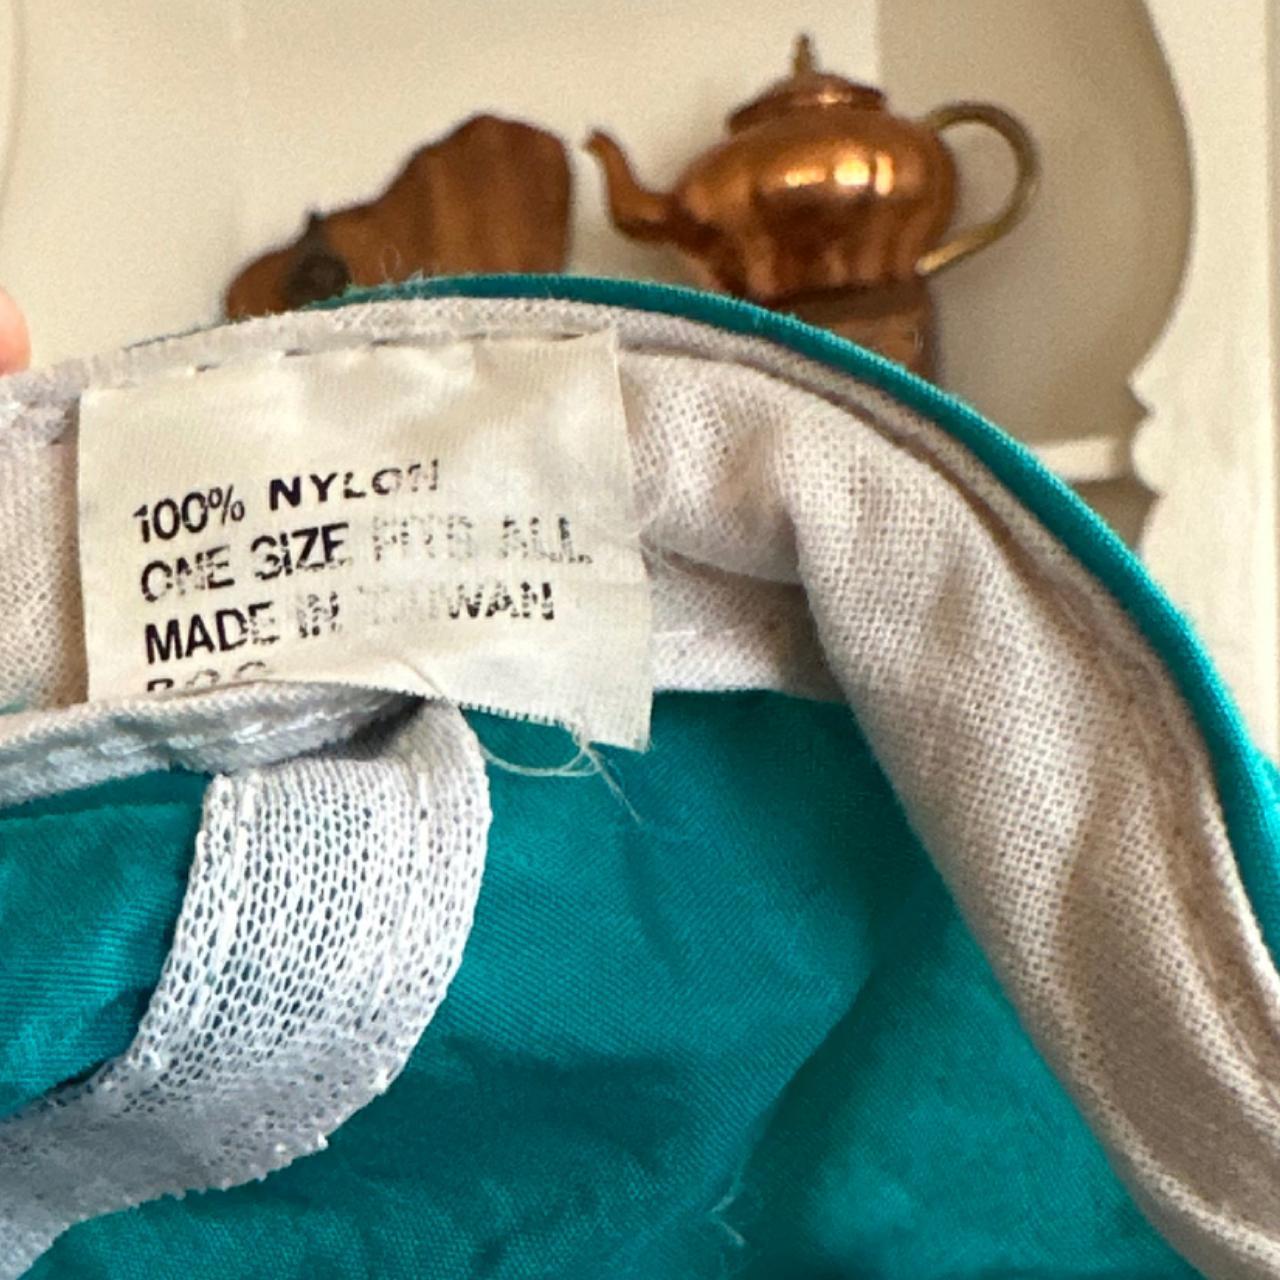 100% NYLON
ONE SIZE FITS ALL
MADE IN TAIWAN